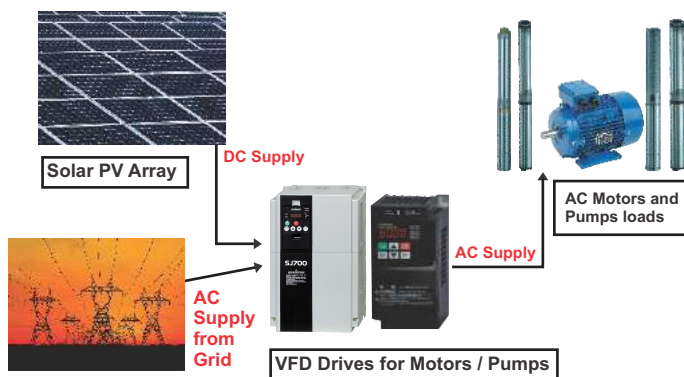 Solar PV Array
DC Supply
AC
Supply
from
Grid
SJ700
VFD Drives for Motors / Pumps
AC Supply
AC Motors and
Pumps loads